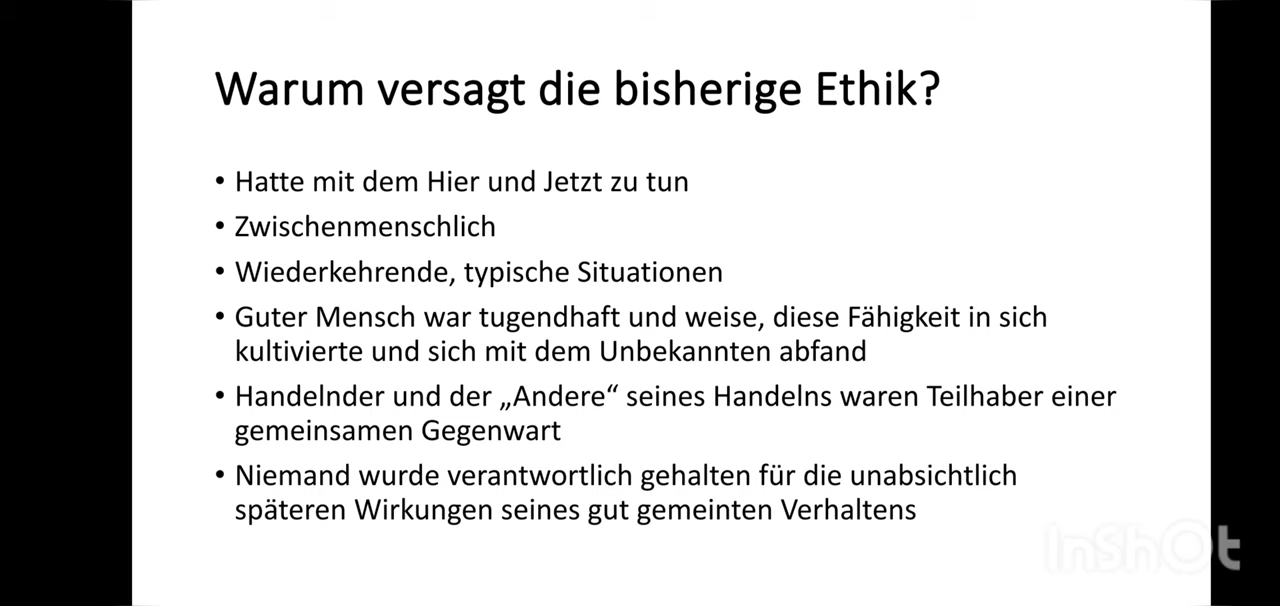 Warum versagt die bisherige Ethik?
• Hatte mit dem Hier und Jetzt zu tun
• Zwischenmenschlich
• Wiederkehrende, typische Situationen
• Guter Mensch war tugendhaft und weise, diese Fähigkeit in sich
kultivierte und sich mit dem Unbekannten abfand
• Handelnder und der „Andere“ seines Handelns waren Teilhaber einer
gemeinsamen Gegenwart
• Niemand wurde verantwortlich gehalten für die unabsichtlich
späteren Wirkungen seines gut gemeinten Verhaltens
InShOt